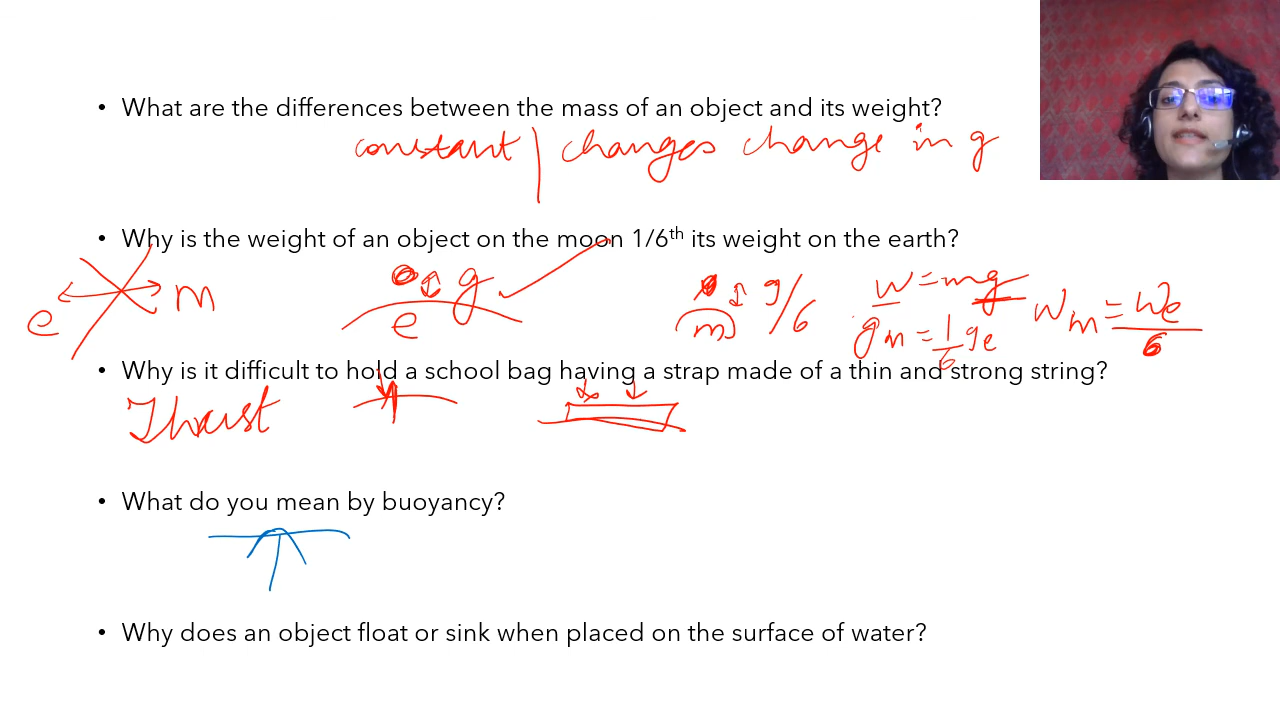 • What are the differences between the mass of an object and its weight?
constant | changes change in g
• Why is the weight of an object on the moon 1/6th its weight on the earth?
e m
e g
m g/6
w = mg
gm = 1/6 ge
Wm = We/6
• Why is it difficult to hold a school bag having a strap made of a thin and strong string?
Thrust
• What do you mean by buoyancy?
• Why does an object float or sink when placed on the surface of water?